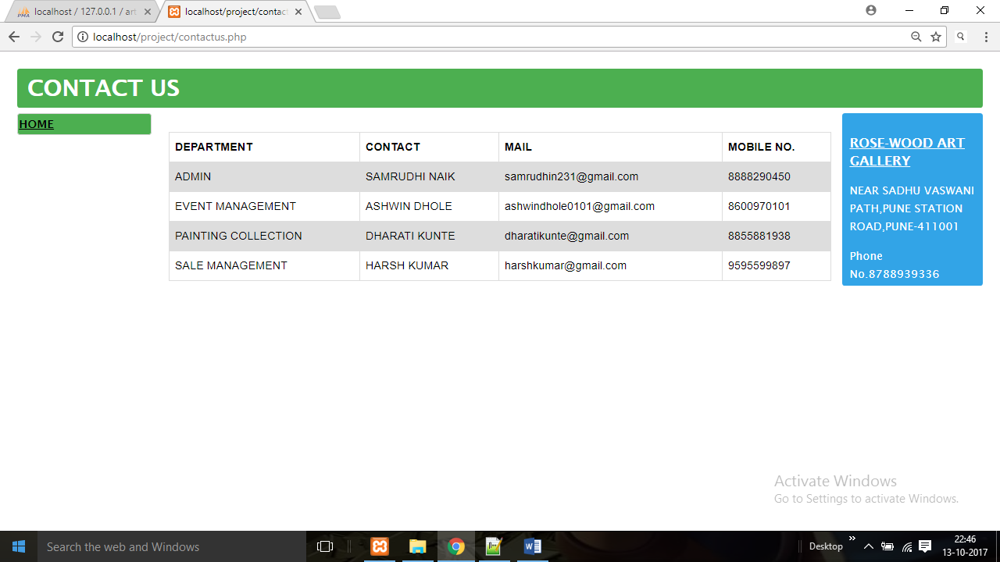 localhost / 127.0.0.1 / art
localhost/project/contact
localhost/project/contactus.php
CONTACT US
HOME
DEPARTMENT CONTACT MAIL MOBILE NO.
ADMIN SAMRUDHI NAIK samrudhin231@gmail.com 8888290450
EVENT MANAGEMENT ASHWIN DHOLE ashwindhole0101@gmail.com 8600970101
PAINTING COLLECTION DHARATI KUNTE dharatikunte@gmail.com 8855881938
SALE MANAGEMENT HARSH KUMAR harshkumar@gmail.com 9595599897
ROSE-WOOD ART
GALLERY
NEAR SADHU VASWANI
PATH,PUNE STATION
ROAD,PUNE-411001
Phone
No.8788939336
Activate Windows
Go to Settings to activate Windows.
Search the web and Windows
Desktop
22:46
13-10-2017